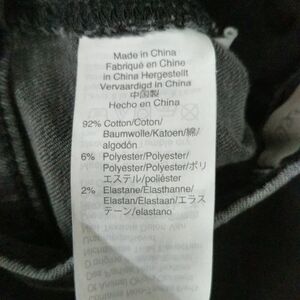 Made in China
Fabriqué en Chine
in China Hergestellt
Vervaardigd in China
中国製
Hecho en China
92% Cotton/Coton/
Baumwolle/Katoen/綿/
algodón
6% Polyester/Polyester/
Polyester/Polyester/ポリ
エステル/poliéster
2% Elastane/Élasthanne/
Elastan/Elastaan/エラス
テーン/elastano